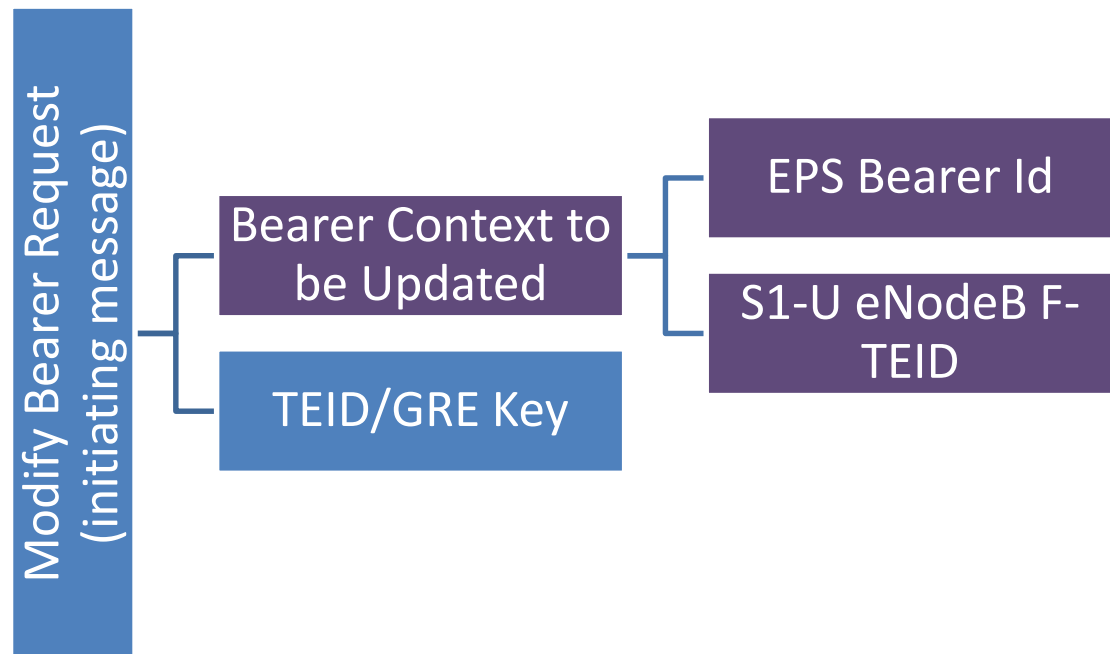 Modify Bearer Request
(initiating message)
Bearer Context to
be Updated
TEID/GRE Key
EPS Bearer Id
S1-U eNodeB F-
TEID